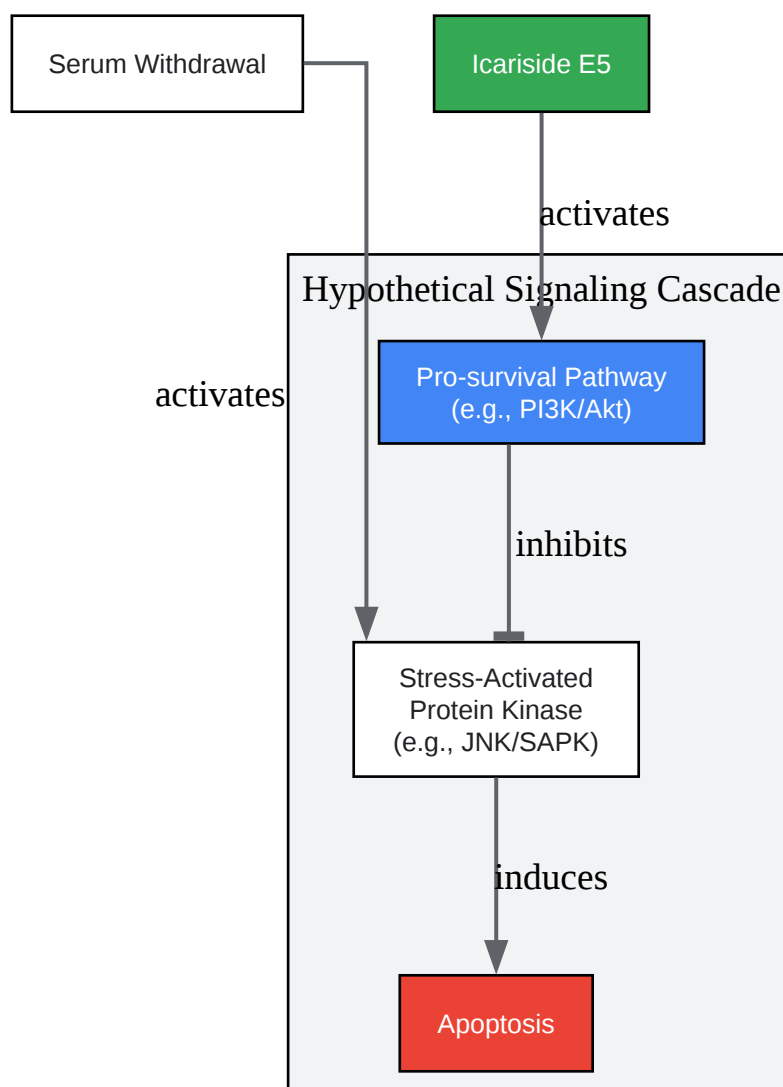 Serum Withdrawal
Icariside E5
activates
Hypothetical Signaling Cascade
Pro-survival Pathway
(e.g., PI3K/Akt)
activates
inhibits
Stress-Activated
Protein Kinase
(e.g., JNK/SAPK)
induces
Apoptosis